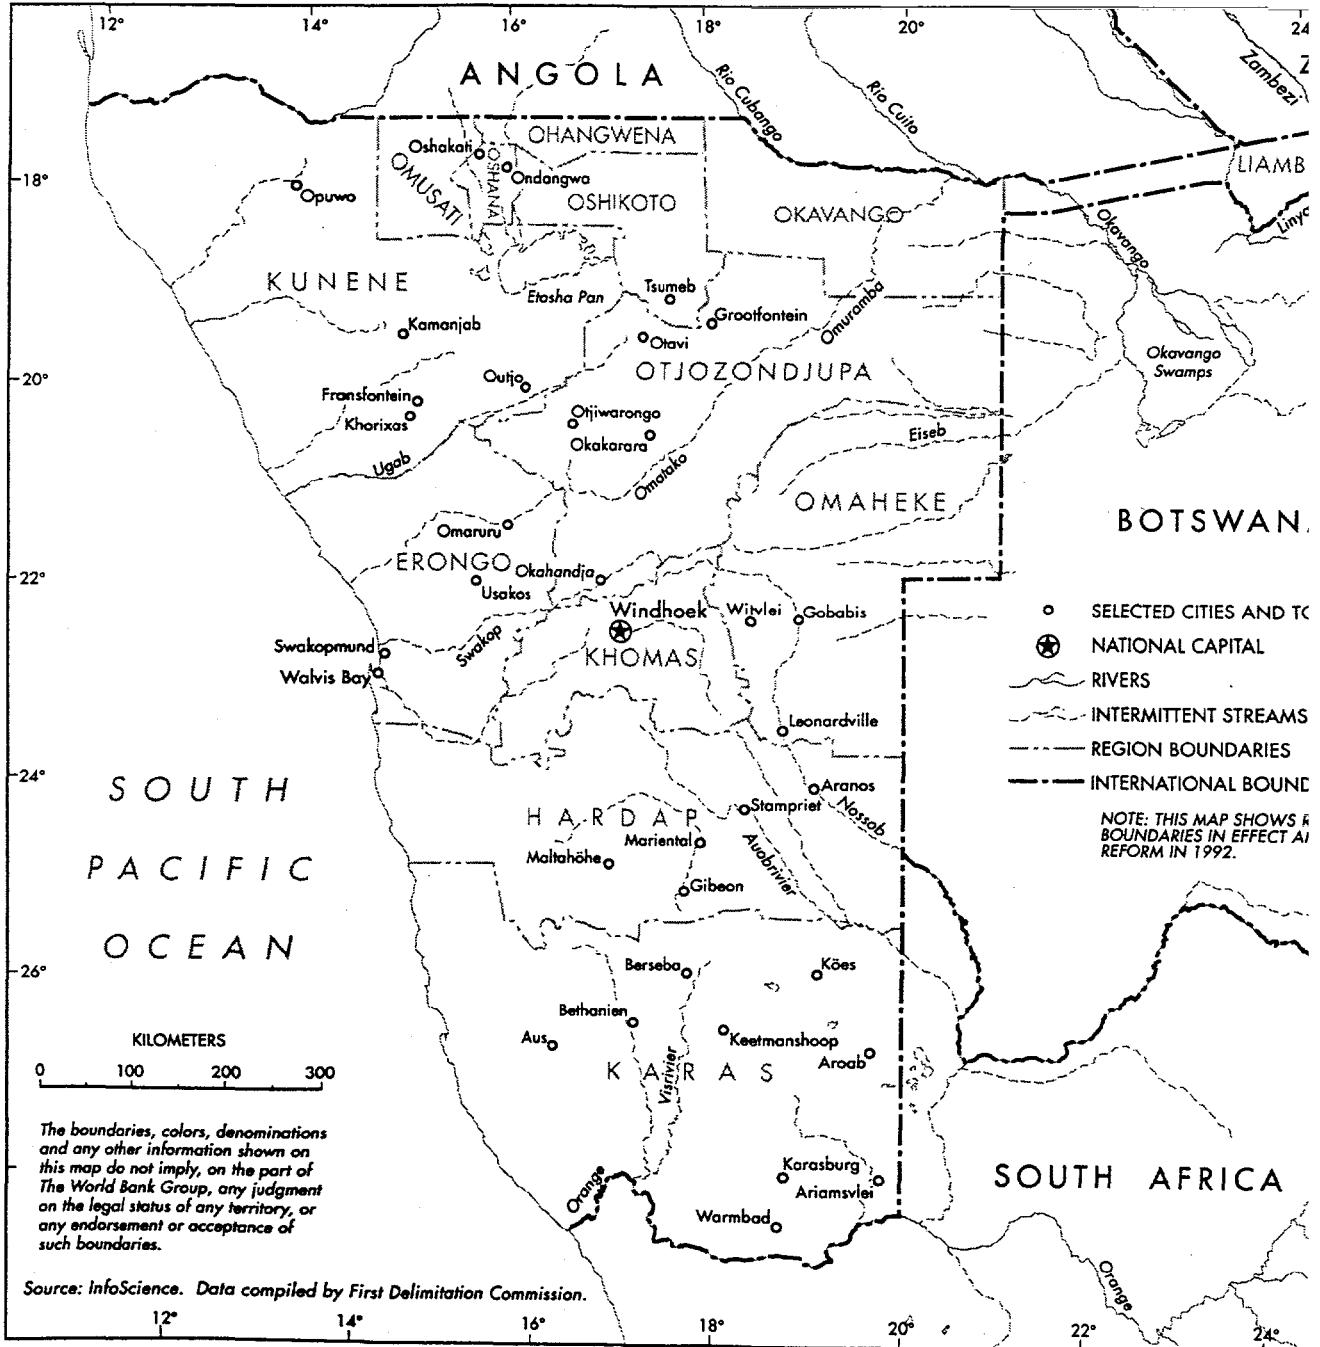 12° 14° 16° 18° 20° 24
ANGOLA
Rio Cubango
Rio Cuito
Zambezi
Z
OHANGWENA
Oshakati
OMUSATI
OSHANA
Ondangwa
OSHIKOTO
18°
Opuwo
OKAVANGO
LIAMB
Linya
Okavango
KUNENE
Etosha Pan
Tsumeb
Grootfontein
Omuramba
Kamanjab
Otavi
Okavango
Swamps
20°
Outjo
OTJOZONDJUPA
Fransfontein
Khorixas
Otjiwarongo
Okakarara
Eiseb
Ugab
Omatako
OMAHEKE
BOTSWAN
Omaruru
ERONGO
Okahandja
22°
Usakos
Windhoek
Witvlei
Gobabis
SELECTED CITIES AND TO
Swakopmund
Swakop
KHOMAS
NATIONAL CAPITAL
Walvis Bay
RIVERS
Leonardville
INTERMITTENT STREAMS
REGION BOUNDARIES
24°
INTERNATIONAL BOUND
SOUTH
PACIFIC
OCEAN
Aranos
Stampriet
Nossob
NOTE: THIS MAP SHOWS R
BOUNDARIES IN EFFECT A
REFORM IN 1992.
HARDAP
Mariental
Maltahöhe
Auobrivier
Gibeon
26°
Berseba
Köes
Bethanien
Aus
Keetmanshoop
Aroab
KARAS
Visrivier
KILOMETERS
0 100 200 300
The boundaries, colors, denominations
and any other information shown on
this map do not imply, on the part of
The World Bank Group, any judgment
on the legal status of any territory, or
any endorsement or acceptance of
such boundaries.
Orange
Karasburg
Ariamsvlei
Warmbad
SOUTH AFRICA
Orange
Source: InfoScience. Data compiled by First Delimitation Commission.
12° 14° 16° 18° 20° 22° 24°